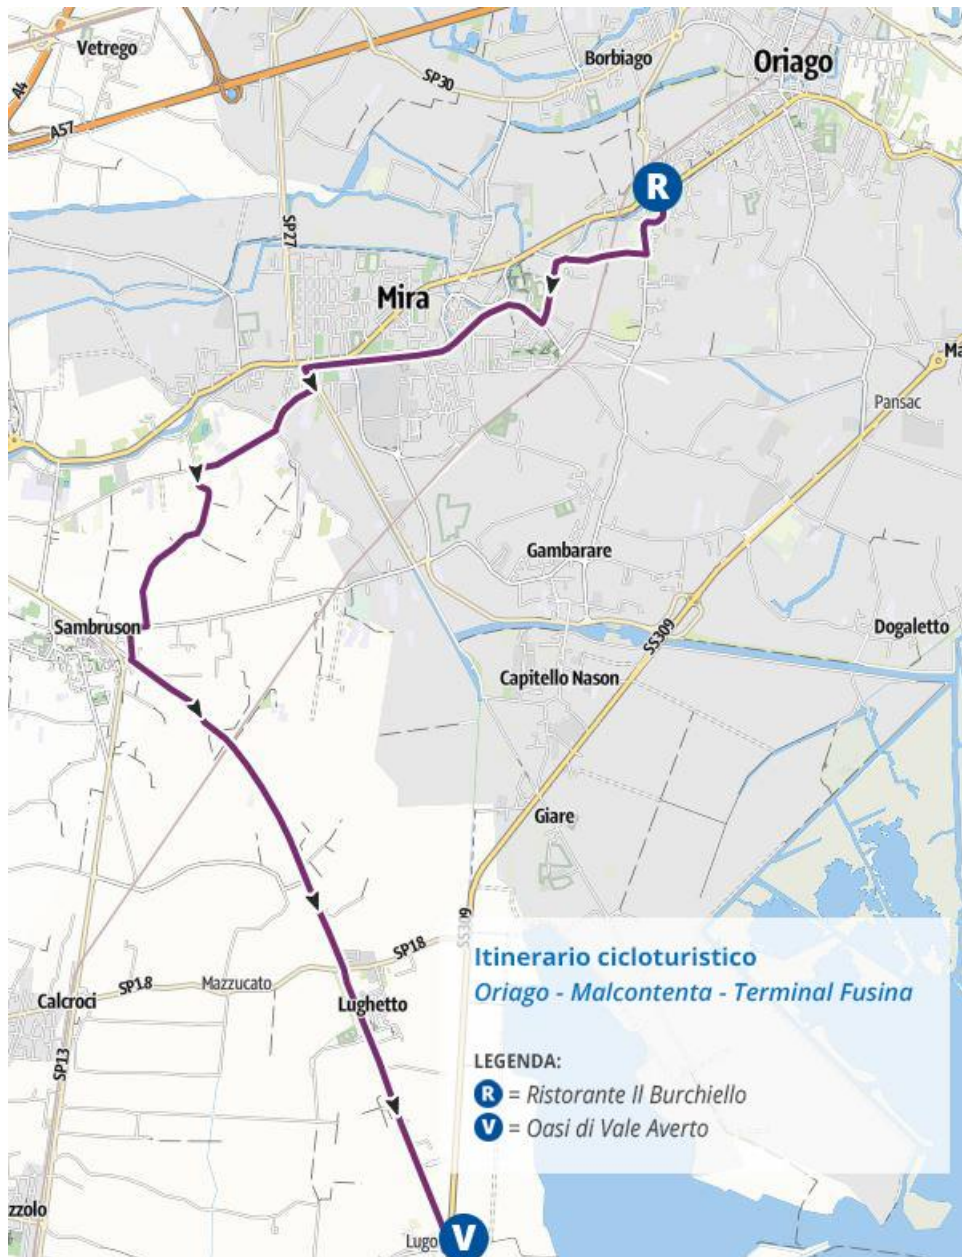 Vetrego
Borbiago
Oriago
SP30
A4
A57
R
SP27
Mira
Ma
Pansac
Gambarare
Sambruson
SS309
Dogaletto
Capitello Nason
Giare
SS309
SP18
SP18
Mazzucato
Calcroci
Lughetto
SP13
zzolo
Lugo
V
Itinerario cicloturistico
Oriago - Malcontenta - Terminal Fusina
LEGENDA:
R = Ristorante Il Burchiello
V = Oasi di Vale Averto